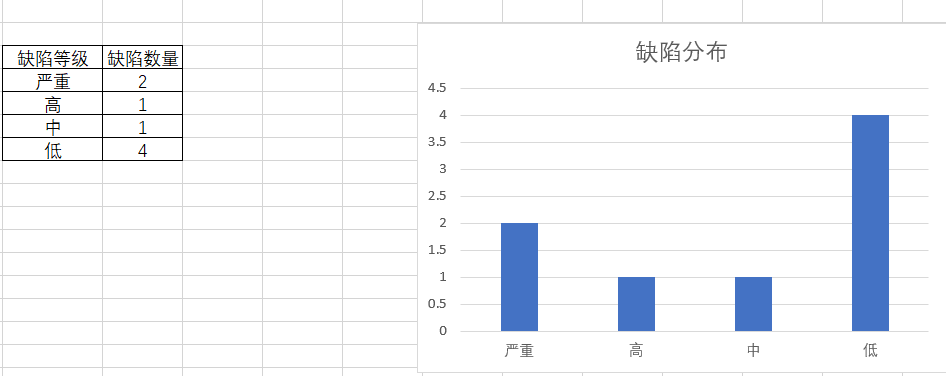 缺陷等级 缺陷数量
严重 2
高 1
中 1
低 4
缺陷分布
4.5
4
3.5
3
2.5
2
1.5
1
0.5
0
严重 高 中 低